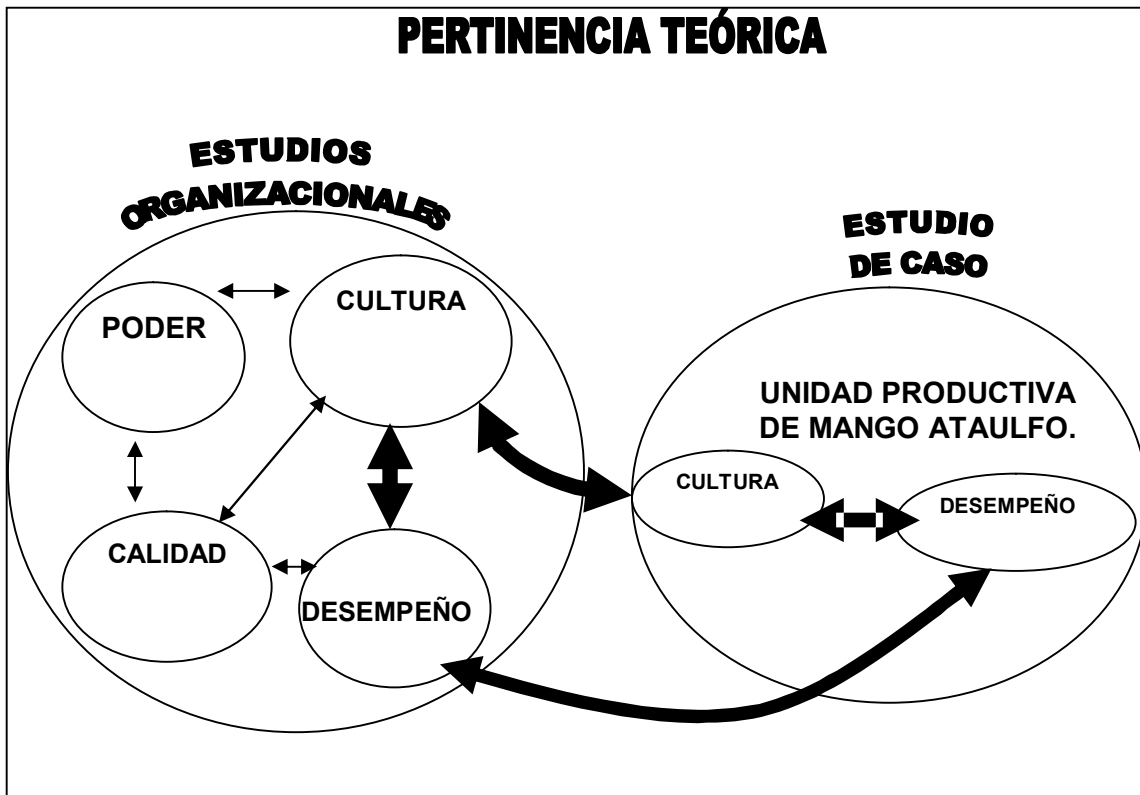 PERTINENCIA TEÓRICA
ESTUDIOS
ORGANIZACIONALES
PODER
CULTURA
CALIDAD
DESEMPEÑO
ESTUDIO
DE CASO
UNIDAD PRODUCTIVA
DE MANGO ATAULFO.
CULTURA
DESEMPEÑO